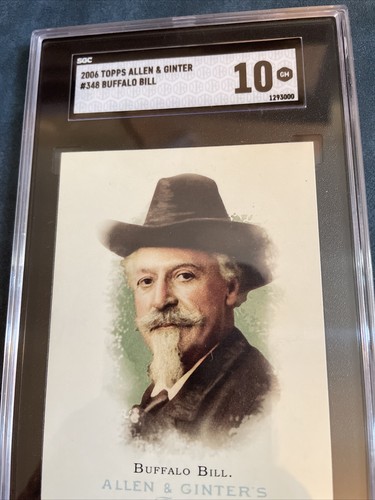 SGC
2006 TOPPS ALLEN & GINTER
#348 BUFFALO BILL
10 GM
1293000
BUFFALO BILL.
ALLEN & GINTER'S